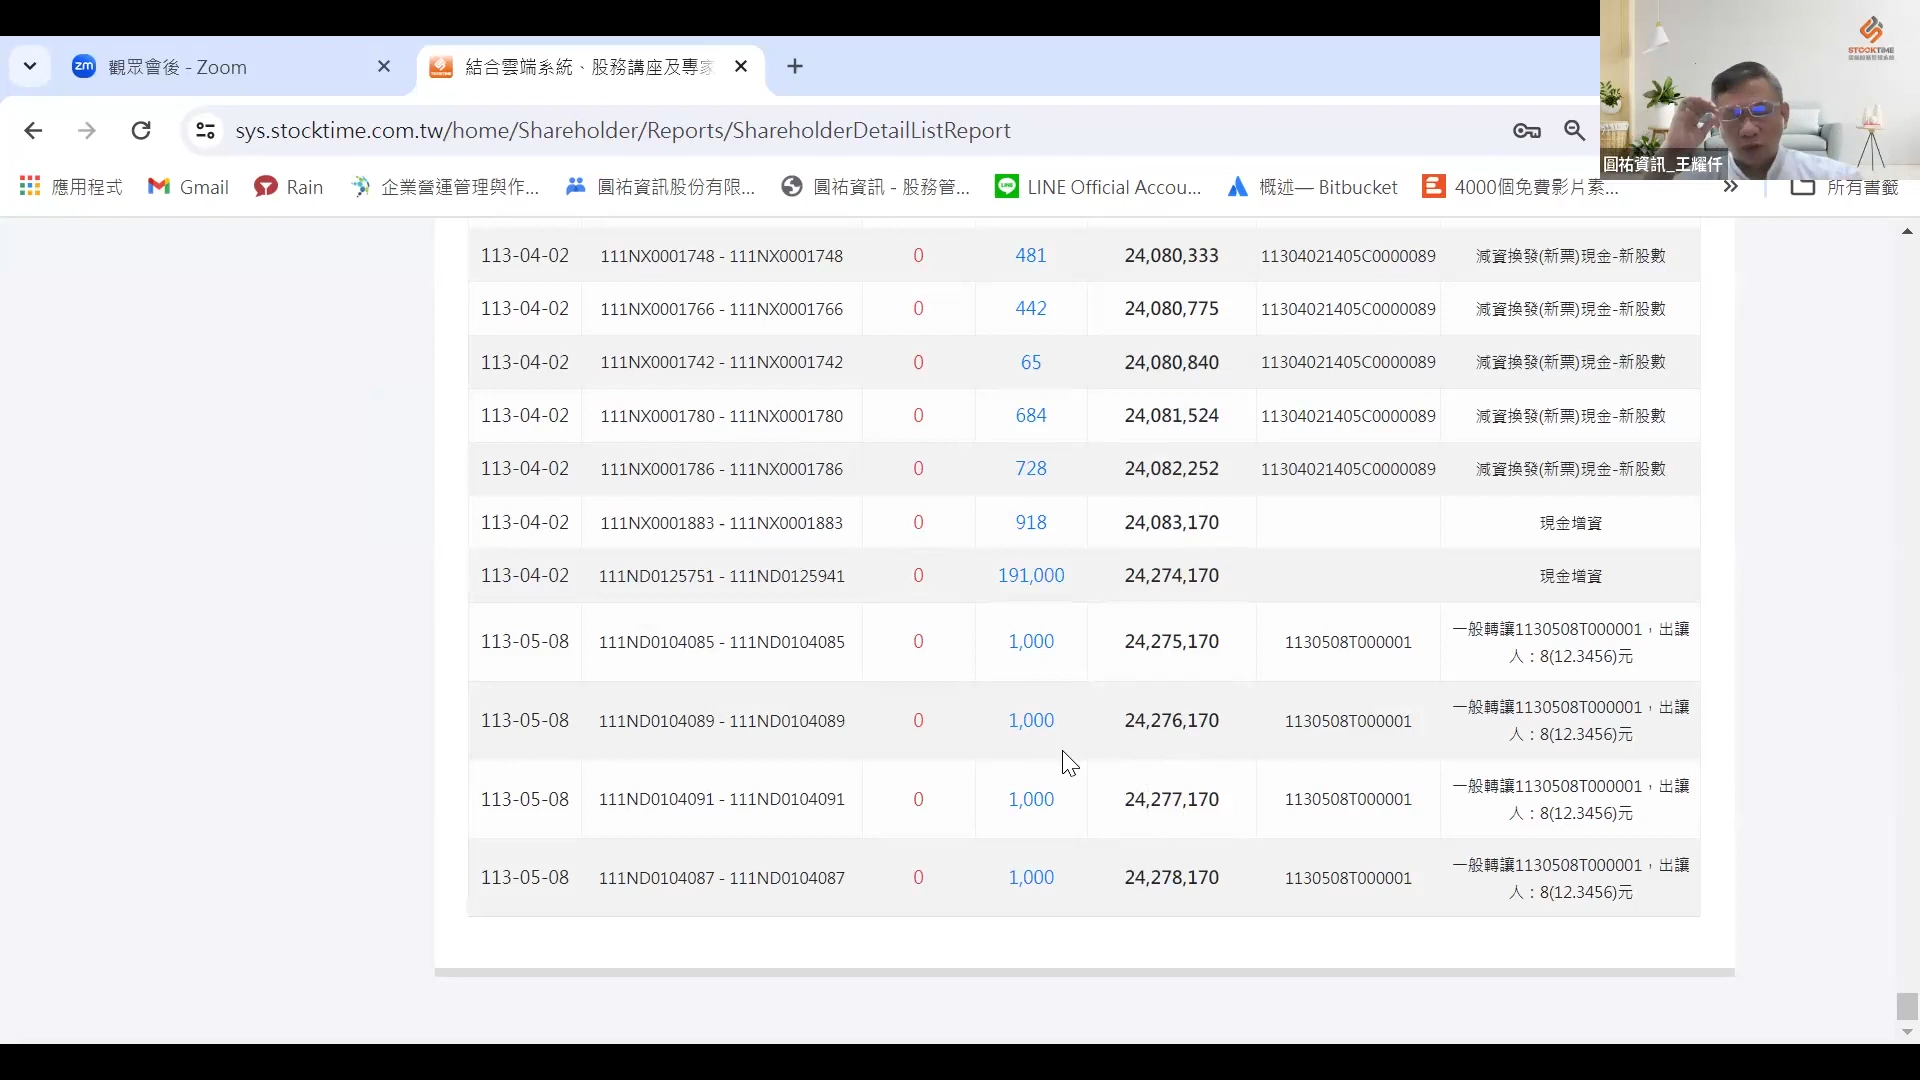 觀眾會後 - Zoom
結合雲端系統、股務講座及專家
sys.stocktime.com.tw/home/Shareholder/Reports/ShareholderDetailListReport
應用程式
Gmail
Rain
企業營運管理與作...
圓祐資訊股份有限...
圓祐資訊 - 股務管...
LINE Official Accou...
概述— Bitbucket
4000個免費影片素...
所有書籤
STOCKTIME
圓祐資訊_王耀仟
113-04-02 111NX0001748 - 111NX0001748 0 481 24,080,333 11304021405C0000089 減資換發(新票)現金-新股數
113-04-02 111NX0001766 - 111NX0001766 0 442 24,080,775 11304021405C0000089 減資換發(新票)現金-新股數
113-04-02 111NX0001742 - 111NX0001742 0 65 24,080,840 11304021405C0000089 減資換發(新票)現金-新股數
113-04-02 111NX0001780 - 111NX0001780 0 684 24,081,524 11304021405C0000089 減資換發(新票)現金-新股數
113-04-02 111NX0001786 - 111NX0001786 0 728 24,082,252 11304021405C0000089 減資換發(新票)現金-新股數
113-04-02 111NX0001883 - 111NX0001883 0 918 24,083,170 現金增資
113-04-02 111ND0125751 - 111ND0125941 0 191,000 24,274,170 現金增資
113-05-08 111ND0104085 - 111ND0104085 0 1,000 24,275,170 1130508T000001 一般轉讓1130508T000001，出讓
人：8(12.3456)元
113-05-08 111ND0104089 - 111ND0104089 0 1,000 24,276,170 1130508T000001 一般轉讓1130508T000001，出讓
人：8(12.3456)元
113-05-08 111ND0104091 - 111ND0104091 0 1,000 24,277,170 1130508T000001 一般轉讓1130508T000001，出讓
人：8(12.3456)元
113-05-08 111ND0104087 - 111ND0104087 0 1,000 24,278,170 1130508T000001 一般轉讓1130508T000001，出讓
人：8(12.3456)元